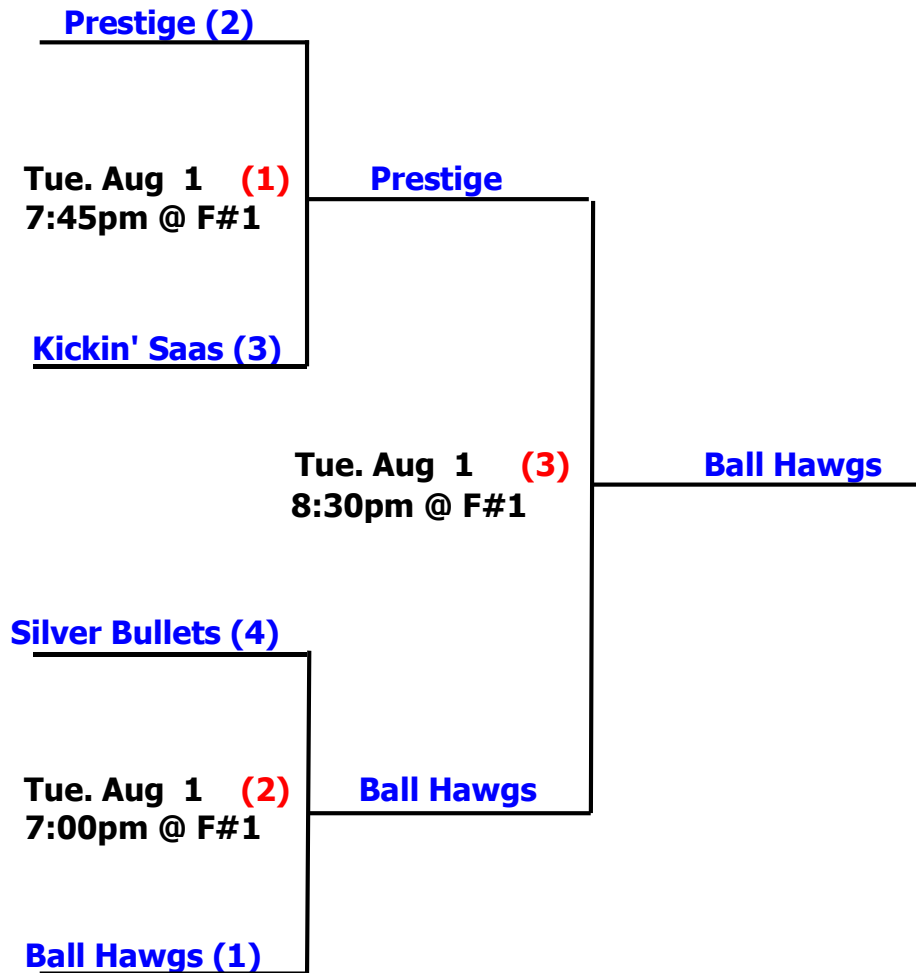 Prestige (2)
Tue. Aug 1 (1)
7:45pm @ F#1
Prestige
Kickin' Saas (3)
Tue. Aug 1 (3)
8:30pm @ F#1
Ball Hawgs
Silver Bullets (4)
Tue. Aug 1 (2)
7:00pm @ F#1
Ball Hawgs
Ball Hawgs (1)